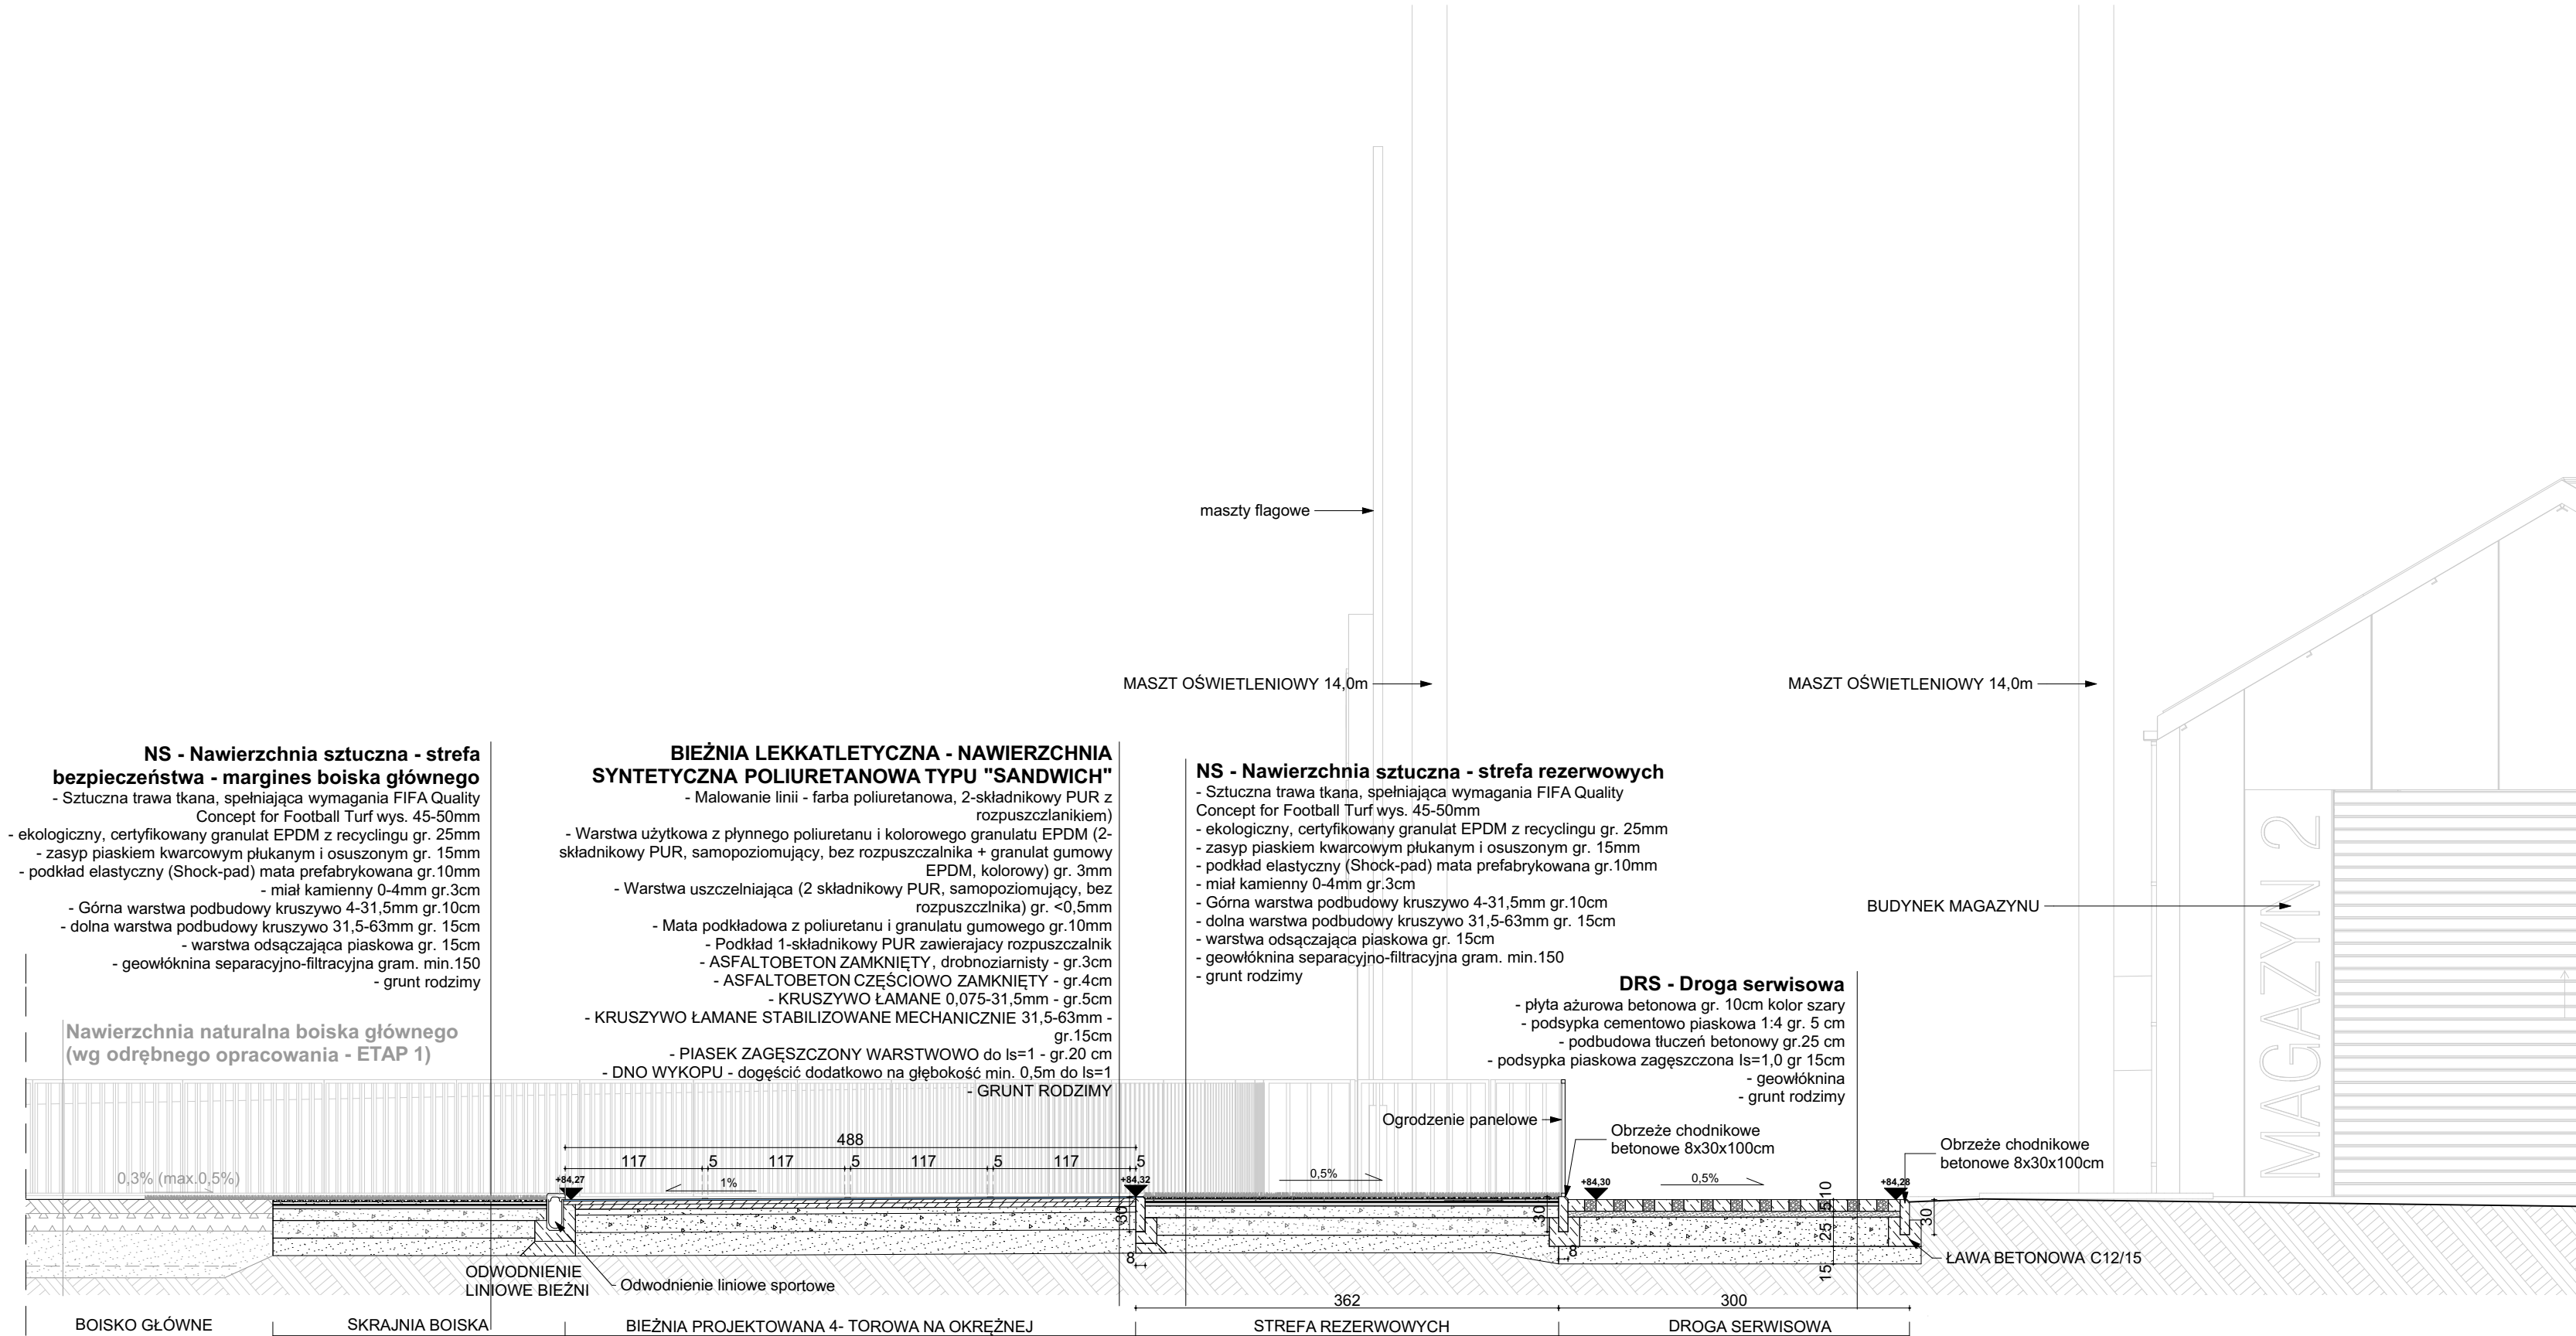 maszty flagowe
MASZT OŚWIETLENIOWY 14,0m
MASZT OŚWIETLENIOWY 14,0m
NS - Nawierzchnia sztuczna - strefa
bezpieczeństwa - margines boiska głównego
- Sztuczna trawa tkana, spełniająca wymagania FIFA Quality
Concept for Football Turf wys. 45-50mm
- ekologiczny, certyfikowany granulat EPDM z recyclingu gr. 25mm
- zasyp piaskiem kwarcowym płukanym i osuszonym gr. 15mm
- podkład elastyczny (Shock-pad) mata prefabrykowana gr.10mm
- miał kamienny 0-4mm gr.3cm
- Górna warstwa podbudowy kruszywo 4-31,5mm gr.10cm
- dolna warstwa podbudowy kruszywo 31,5-63mm gr. 15cm
- warstwa odsączająca piaskowa gr. 15cm
- geowłóknina separacyjno-filtracyjna gram. min.150
- grunt rodzimy
Nawierzchnia naturalna boiska głównego
(wg odrębnego opracowania - ETAP 1)
BIEŻNIA LEKKATLETYCZNA - NAWIERZCHNIA
SYNTETYCZNA POLIURETANOWA TYPU "SANDWICH"
- Malowanie linii - farba poliuretanowa, 2-składnikowy PUR z
rozpuszczlanikiem)
- Warstwa użytkowa z płynnego poliuretanu i kolorowego granulatu EPDM (2-
składnikowy PUR, samopoziomujący, bez rozpuszczalnika + granulat gumowy
EPDM, kolorowy) gr. 3mm
- Warstwa uszczelniająca (2 składnikowy PUR, samopoziomujący, bez
rozpuszczlnika) gr. <0,5mm
- Mata podkładowa z poliuretanu i granulatu gumowego gr.10mm
- Podkład 1-składnikowy PUR zawierajacy rozpuszczalnik
- ASFALTOBETON ZAMKNIĘTY, drobnoziarnisty - gr.3cm
- ASFALTOBETON CZĘŚCIOWO ZAMKNIĘTY - gr.4cm
- KRUSZYWO ŁAMANE 0,075-31,5mm - gr.5cm
- KRUSZYWO ŁAMANE STABILIZOWANE MECHANICZNIE 31,5-63mm -
gr.15cm
- PIASEK ZAGĘSZCZONY WARSTWOWO do Is=1 - gr.20 cm
- DNO WYKOPU - dogęścić dodatkowo na głębokość min. 0,5m do Is=1
- GRUNT RODZIMY
NS - Nawierzchnia sztuczna - strefa rezerwowych
- Sztuczna trawa tkana, spełniająca wymagania FIFA Quality
Concept for Football Turf wys. 45-50mm
- ekologiczny, certyfikowany granulat EPDM z recyclingu gr. 25mm
- zasyp piaskiem kwarcowym płukanym i osuszonym gr. 15mm
- podkład elastyczny (Shock-pad) mata prefabrykowana gr.10mm
- miał kamienny 0-4mm gr.3cm
- Górna warstwa podbudowy kruszywo 4-31,5mm gr.10cm
- dolna warstwa podbudowy kruszywo 31,5-63mm gr. 15cm
- warstwa odsączająca piaskowa gr. 15cm
- geowłóknina separacyjno-filtracyjna gram. min.150
- grunt rodzimy
DRS - Droga serwisowa
- płyta ażurowa betonowa gr. 10cm kolor szary
- podsypka cementowo piaskowa 1:4 gr. 5 cm
- podbudowa tłuczeń betonowy gr.25 cm
- podsypka piaskowa zagęszczona Is=1,0 gr 15cm
- geowłóknina
- grunt rodzimy
BUDYNEK MAGAZYNU
MAGAZYN 2
Ogrodzenie panelowe
Obrzeże chodnikowe
betonowe 8x30x100cm
Obrzeże chodnikowe
betonowe 8x30x100cm
488
117 5 117 5 117 5 117 5
0,3% (max.0,5%)
+84,27
1%
+84,32
0,5%
+84,30
0,5%
+84,28
30
8
30
8
10
5
25
15
30
ODWODNIENIE
LINIOWE BIEŻNI
Odwodnienie liniowe sportowe
ŁAWA BETONOWA C12/15
362
300
BOISKO GŁÓWNE
SKRAJNIA BOISKA
BIEŻNIA PROJEKTOWANA 4- TOROWA NA OKRĘŻNEJ
STREFA REZERWOWYCH
DROGA SERWISOWA